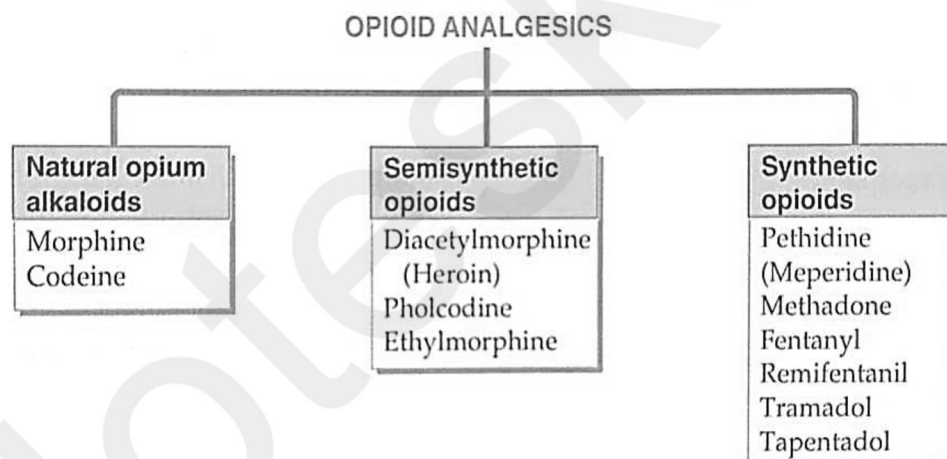 OPIOID ANALGESICS
Natural opium
alkaloids
Morphine
Codeine
Semisynthetic
opioids
Diacetylmorphine
(Heroin)
Pholcodine
Ethylmorphine
Synthetic
opioids
Pethidine
(Meperidine)
Methadone
Fentanyl
Remifentanil
Tramadol
Tapentadol